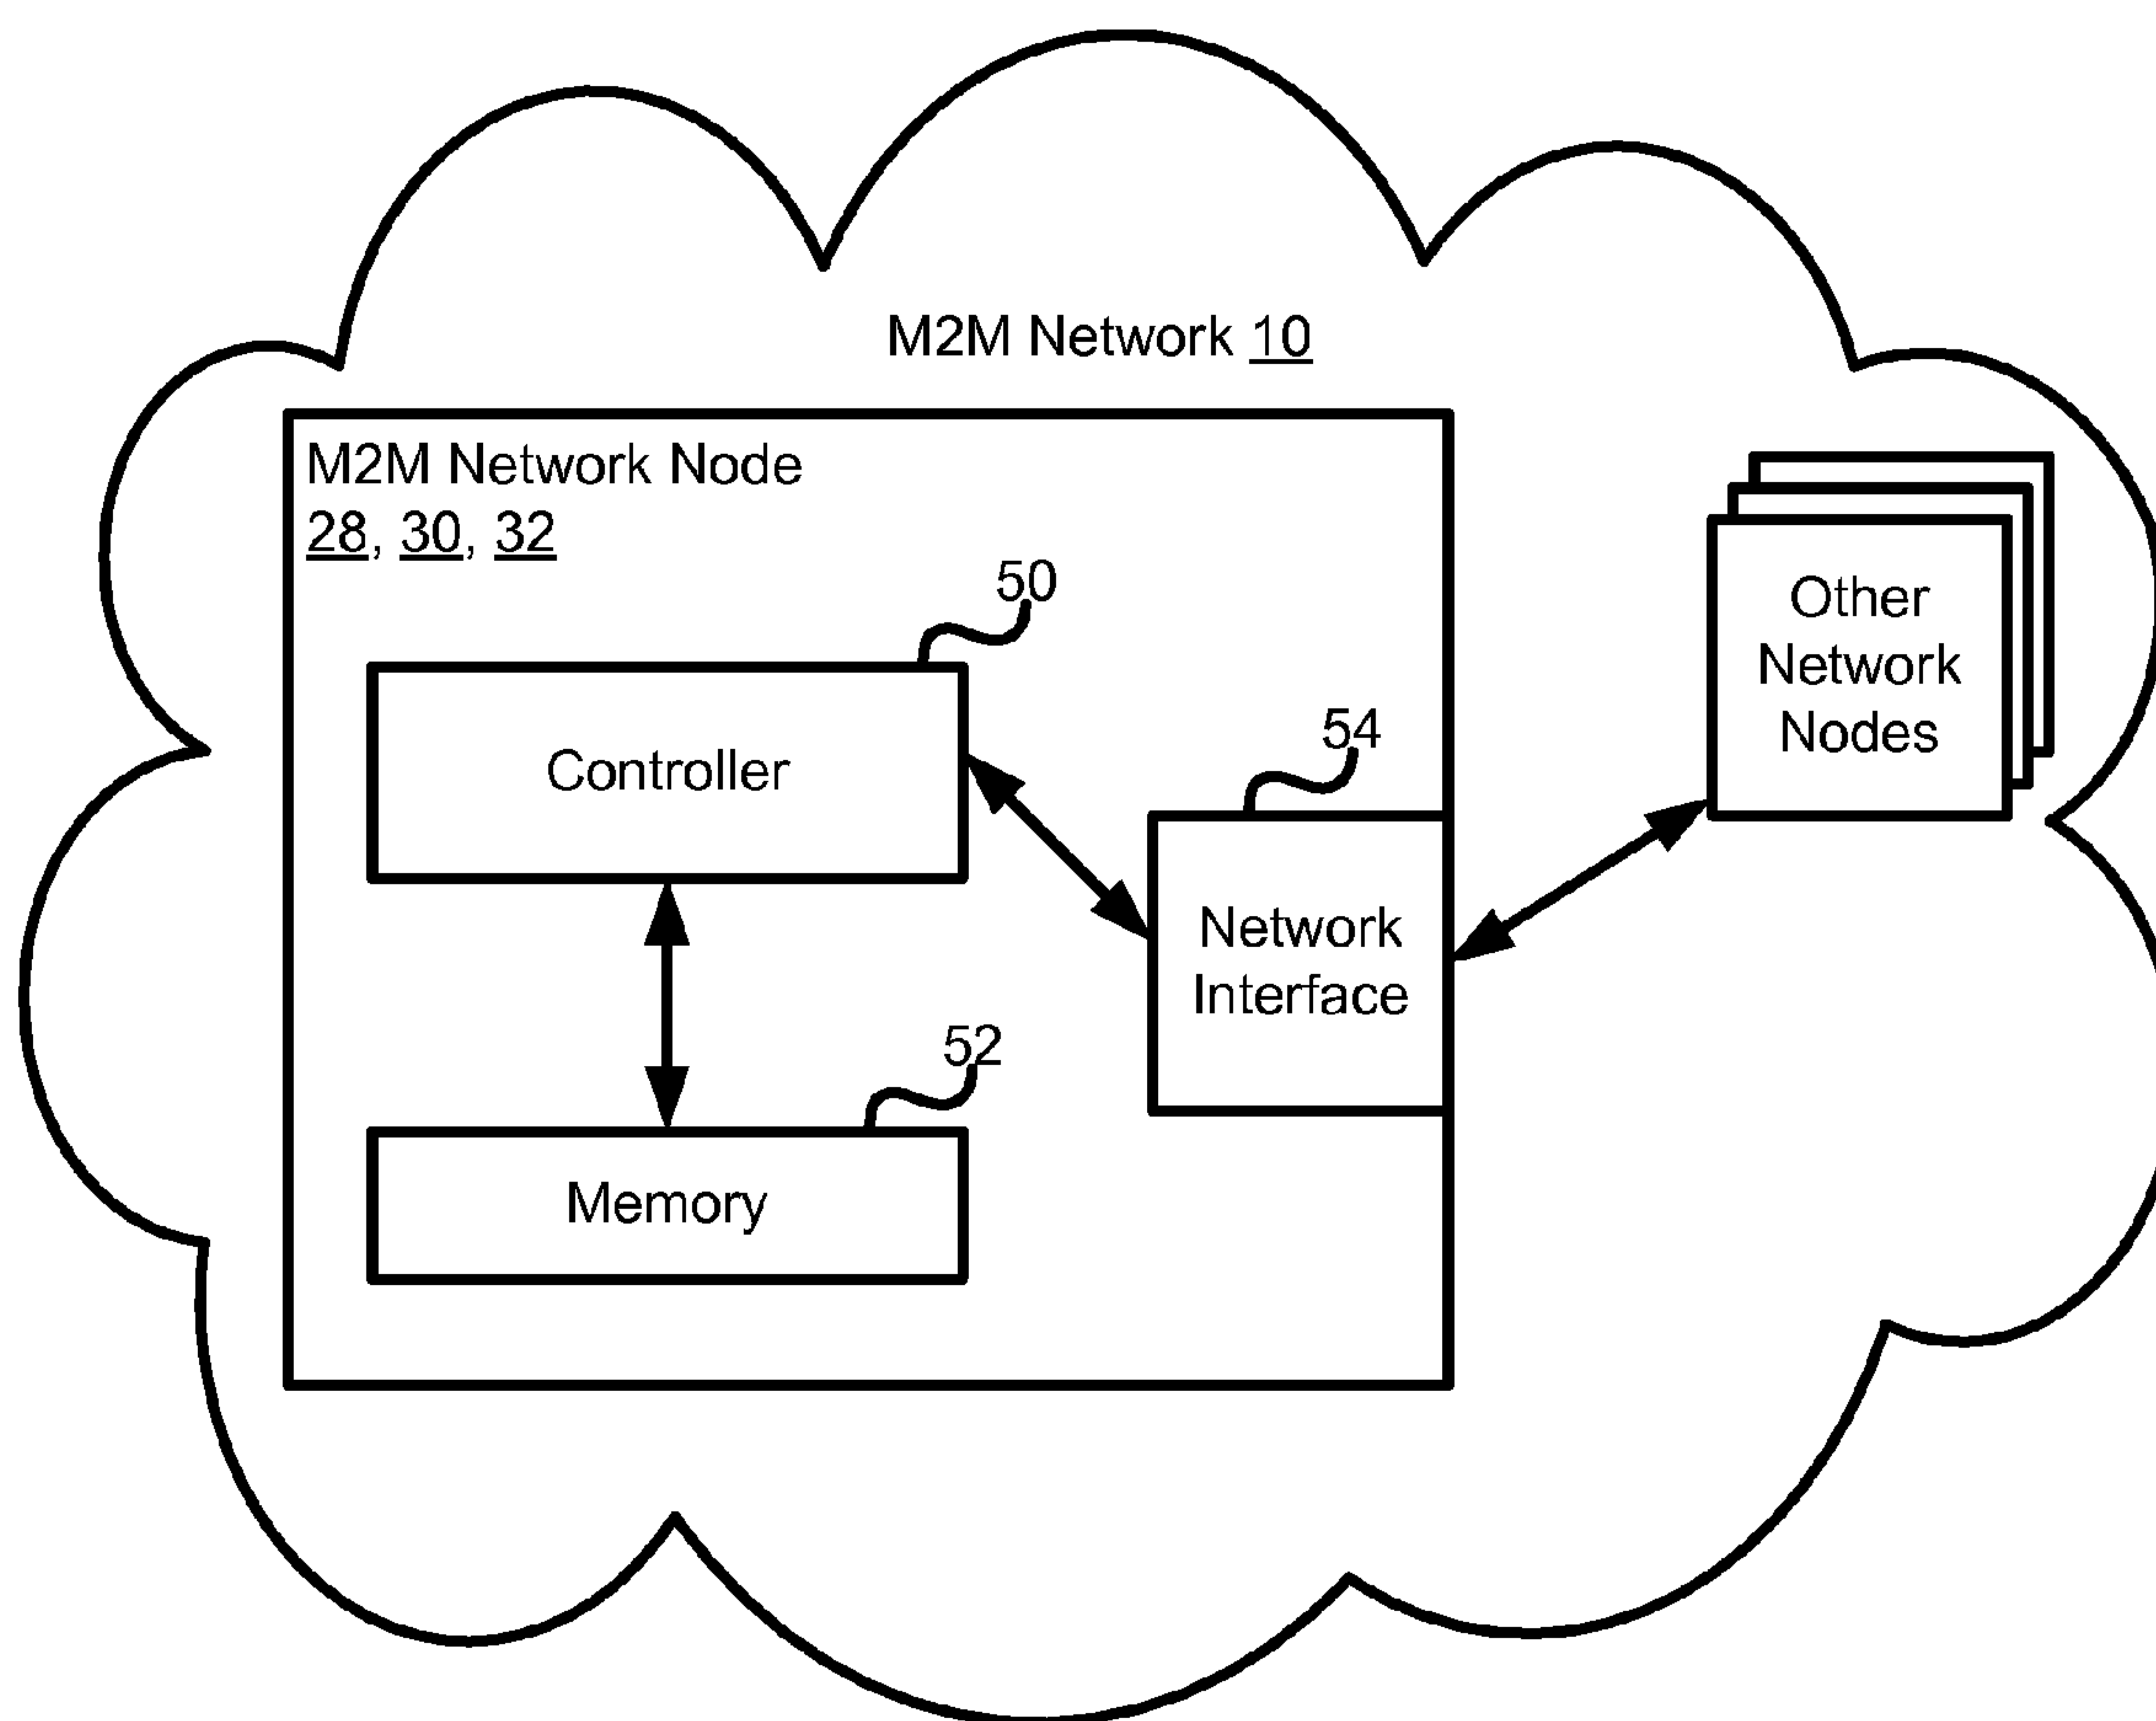 M2M Network 10
M2M Network Node
28, 30, 32
50
Controller
54
Network
Interface
52
Memory
Other
Network
Nodes